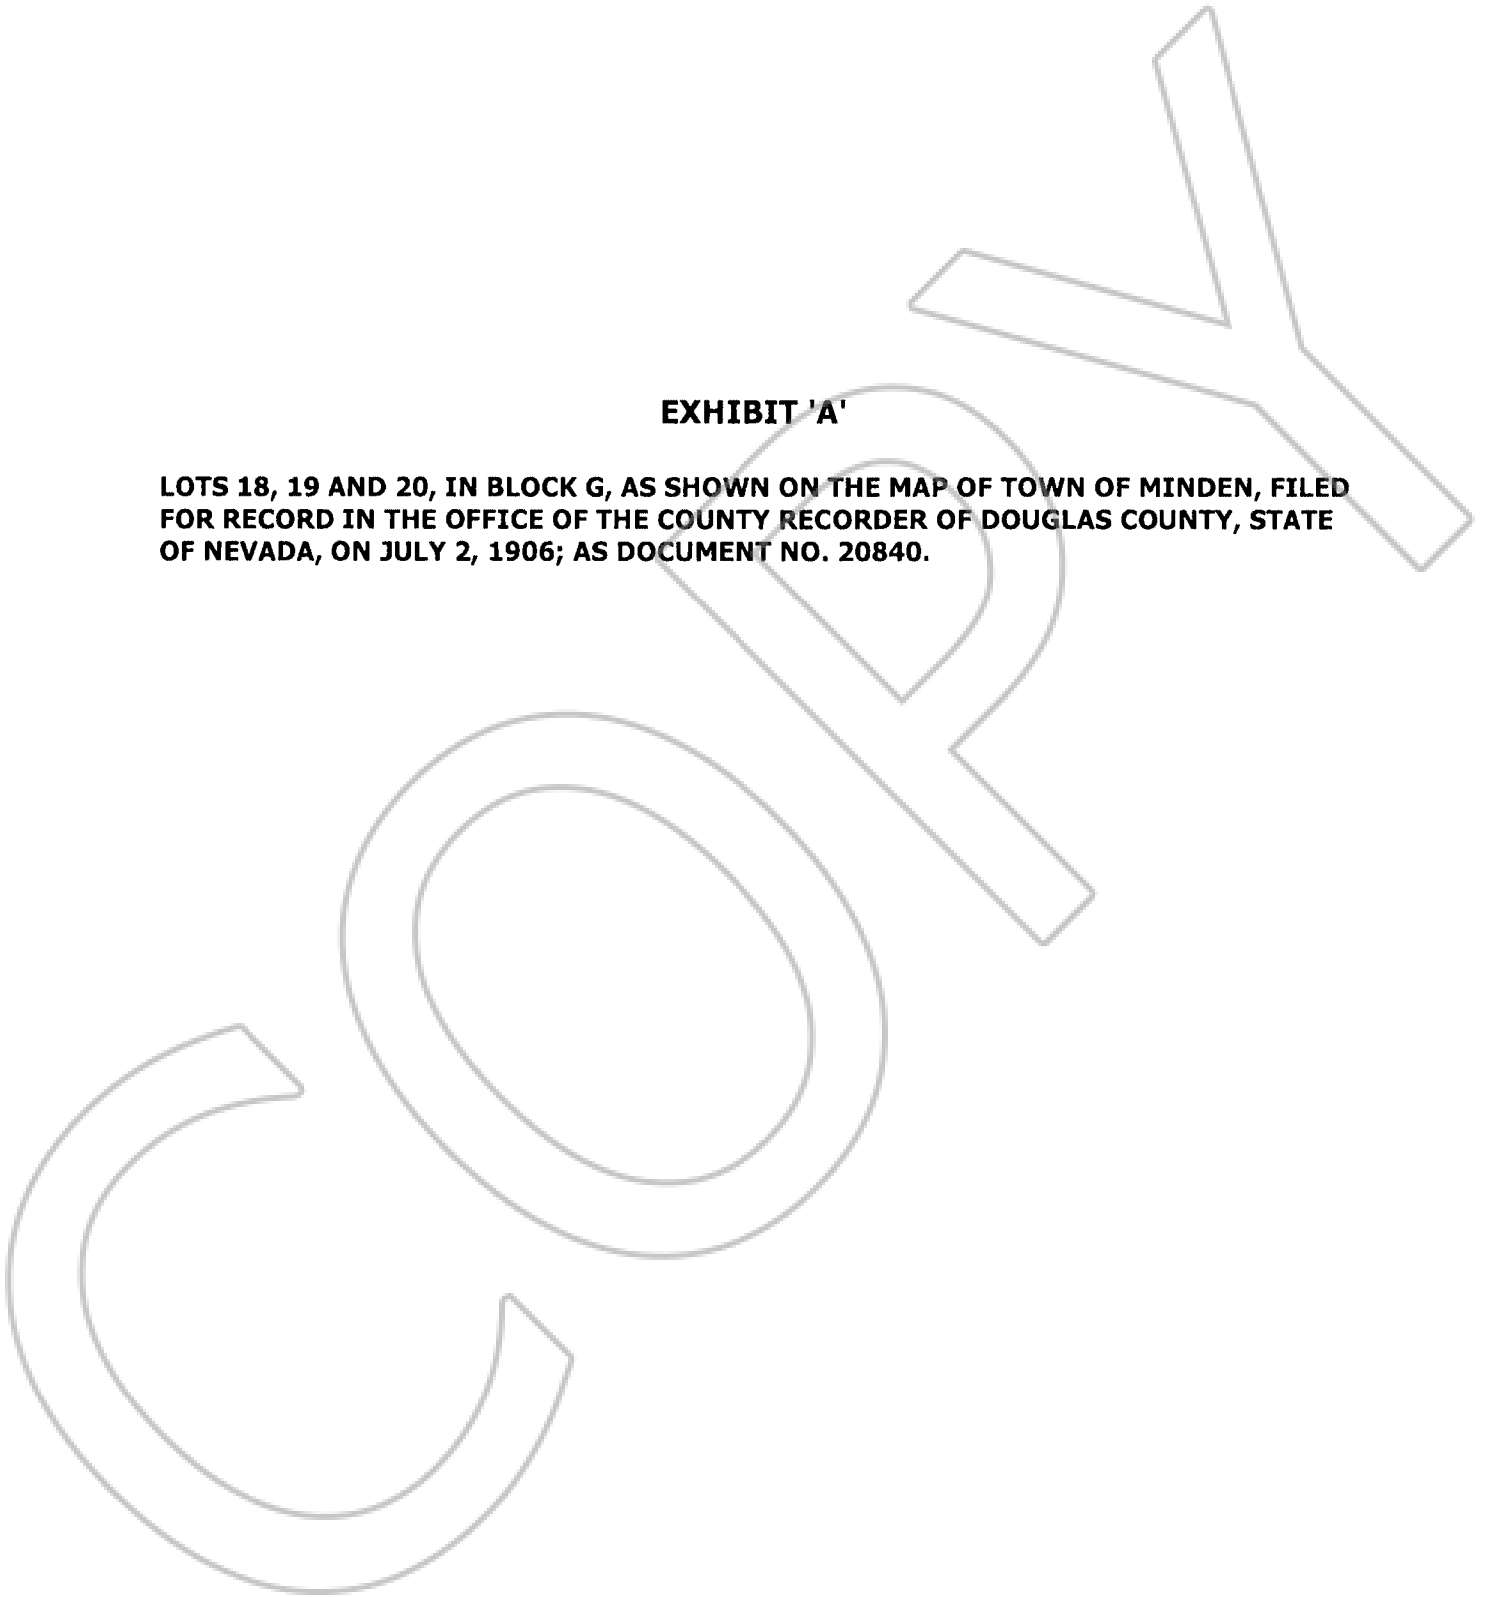 EXHIBIT 'A'
LOTS 18, 19 AND 20, IN BLOCK G, AS SHOWN ON THE MAP OF TOWN OF MINDEN, FILED
FOR RECORD IN THE OFFICE OF THE COUNTY RECORDER OF DOUGLAS COUNTY, STATE
OF NEVADA, ON JULY 2, 1906; AS DOCUMENT NO. 20840.
COPY